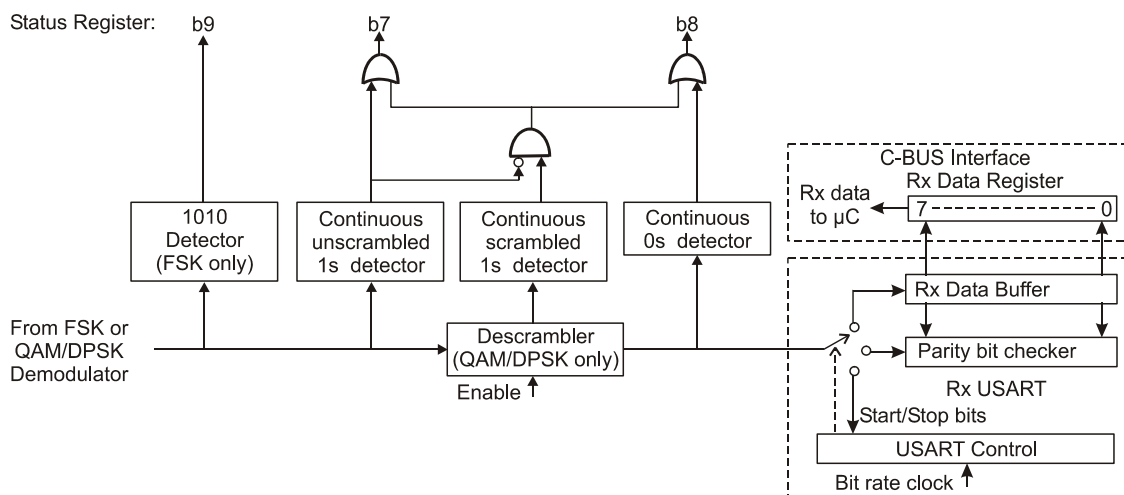 Status Register: b9 b7 b8
C-BUS Interface
Rx Data Register
Rx data
to µC
7 0
1010
Detector
(FSK only)
Continuous
unscrambled
1s detector
Continuous
scrambled
1s detector
Continuous
0s detector
Rx Data Buffer
From FSK or
QAM/DPSK
Demodulator
Descrambler
(QAM/DPSK only)
Enable
Parity bit checker
Rx USART
Start/Stop bits
USART Control
Bit rate clock